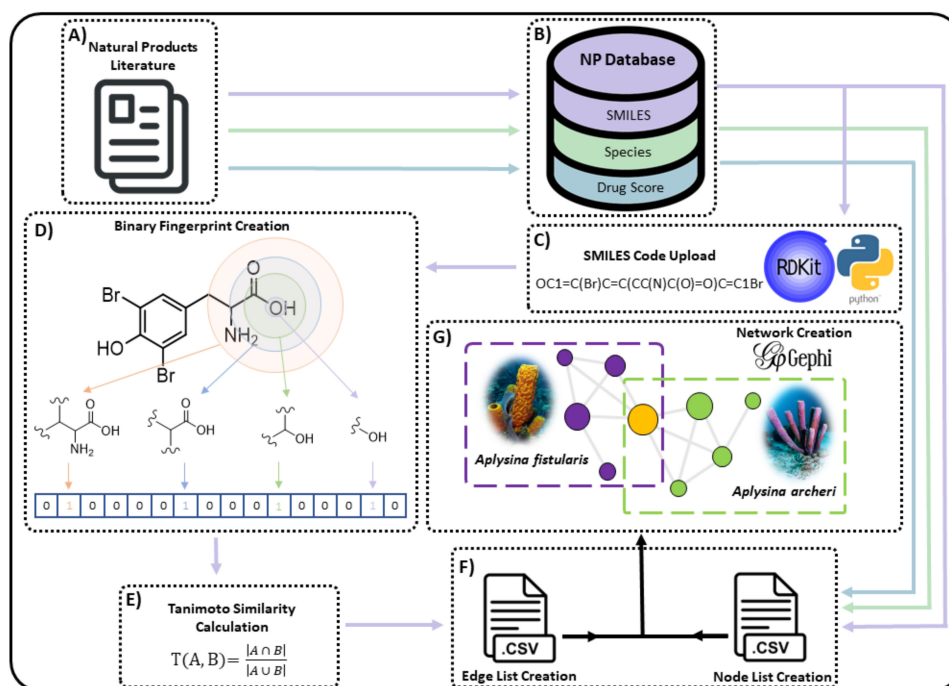 A)
Natural Products
Literature
B)
NP Database
SMILES
Species
Drug Score
C)
SMILES Code Upload
OC1=C(Br)C=C(CC(N)C(O)=O)C=C1Br
RDKit
python
D)
Binary Fingerprint Creation
Br
O
OH
NH2
HO
Br
O
OH
NH2
O
OH
OH
OH
0 1 0 0 0 0 1 0 0 0 1 0 0 0 1 0
E)
Tanimoto Similarity
Calculation
T(A, B)= |A ∩ B| / |A ∪ B|
F)
.CSV
.CSV
Edge List Creation
Node List Creation
G)
Network Creation
Gephi
Aplysina fistularis
Aplysina archeri